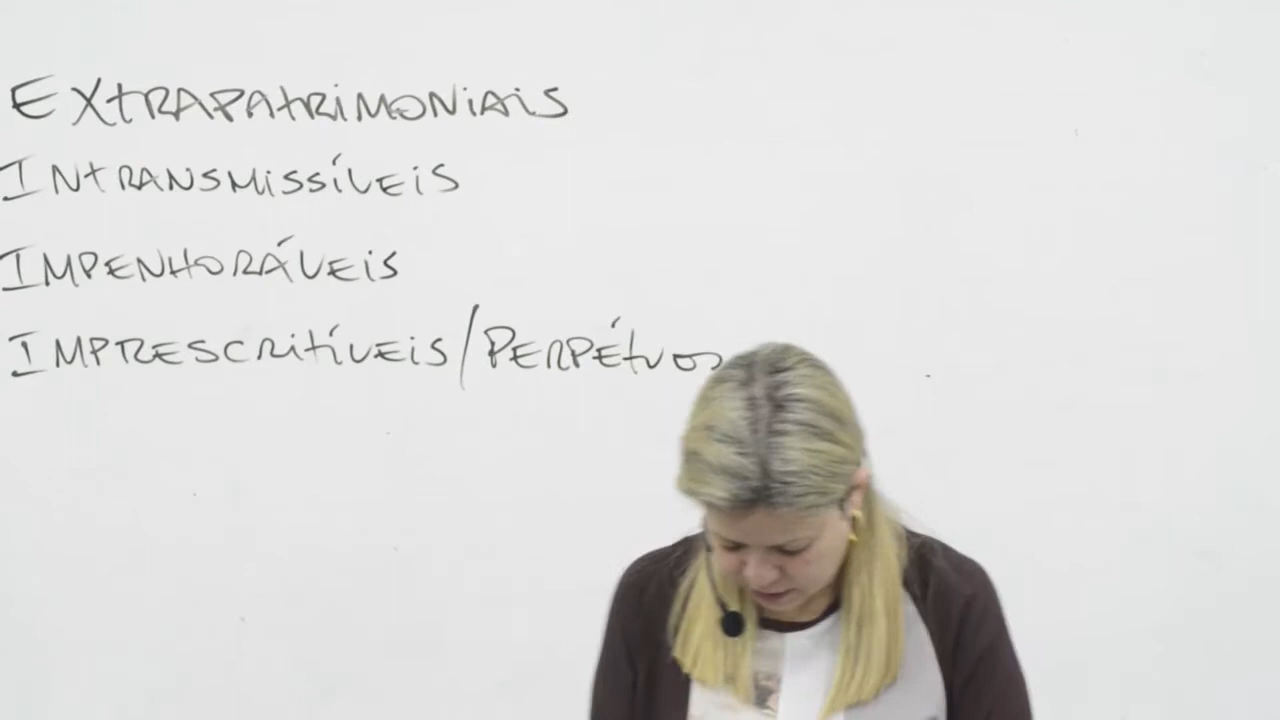 EXTRAPATRIMONIAIS
INTRANSMISSÍVEIS
IMPENHORÁVEIS
IMPRESCRITÍVEIS/PERPÉTUOS